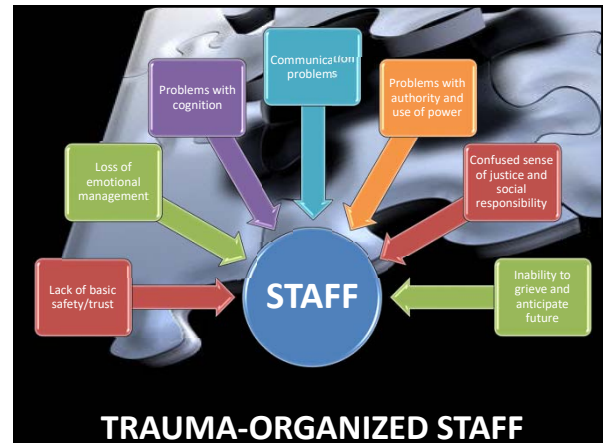 Communication
problems
Problems with
cognition
Problems with
authority and
use of power
Loss of
emotional
management
Confused sense
of justice and
social
responsibility
Lack of basic
safety/trust
STAFF
Inability to
grieve and
anticipate
future
TRAUMA-ORGANIZED STAFF